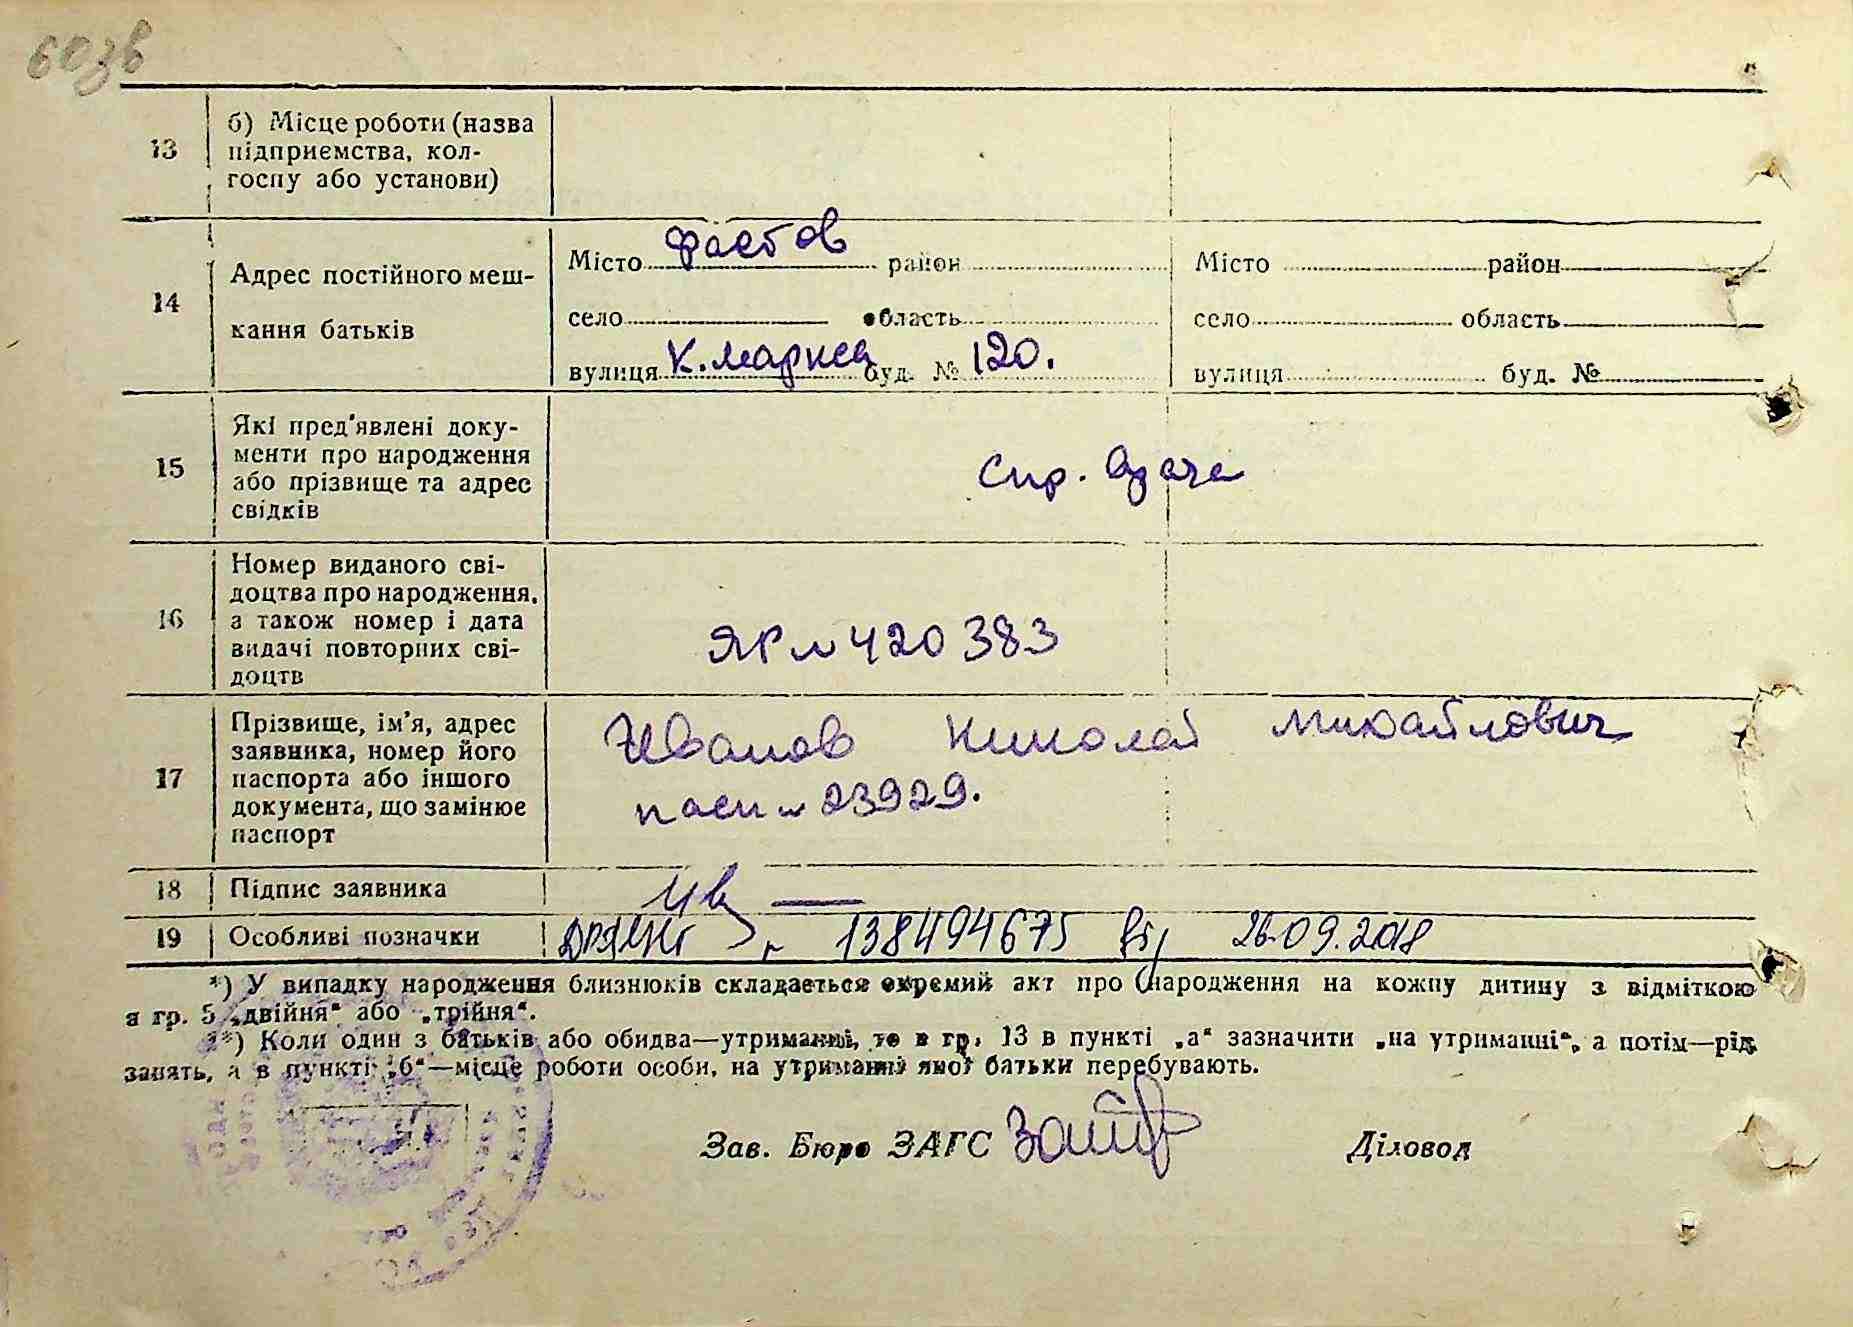 60зв
13 б) Місце роботи (назва
підприємства, кол-
госпу або установи)
14 Адрес постійного меш-
кання батьків
Місто Фастов район Місто район
село область село область
вулиця К.Маркса буд. № 120. вулиця буд. №
15 Які пред'явлені доку-
менти про народження
або прізвище та адрес
свідків
Спр. врача
16 Номер виданого сві-
доцтва про народження,
а також номер і дата
видачі повторних сві-
доцтв
ЯР № 420383
17 Прізвище, ім'я, адрес
заявника, номер його
паспорта або іншого
документа, що замінює
паспорт
Иванов Николай Михайлович
пасп № 23929.
18 Підпис заявника Ив
19 Особливі позначки 138494675 від 26.09.2018
*) У випадку народження близнюків складається окремий акт про народження на кожну дитину з відміткою
в гр. 5 „двійня“ або „трійня“.
**) Коли один з батьків або обидва—утриманці, то в гр. 13 в пункті „а“ зазначити „на утриманні“, а потім—рід
занять, а в пункті „б“—місце роботи особи, на утриманні якої батьки перебувають.
Зав. Бюро ЗАГС Діловод